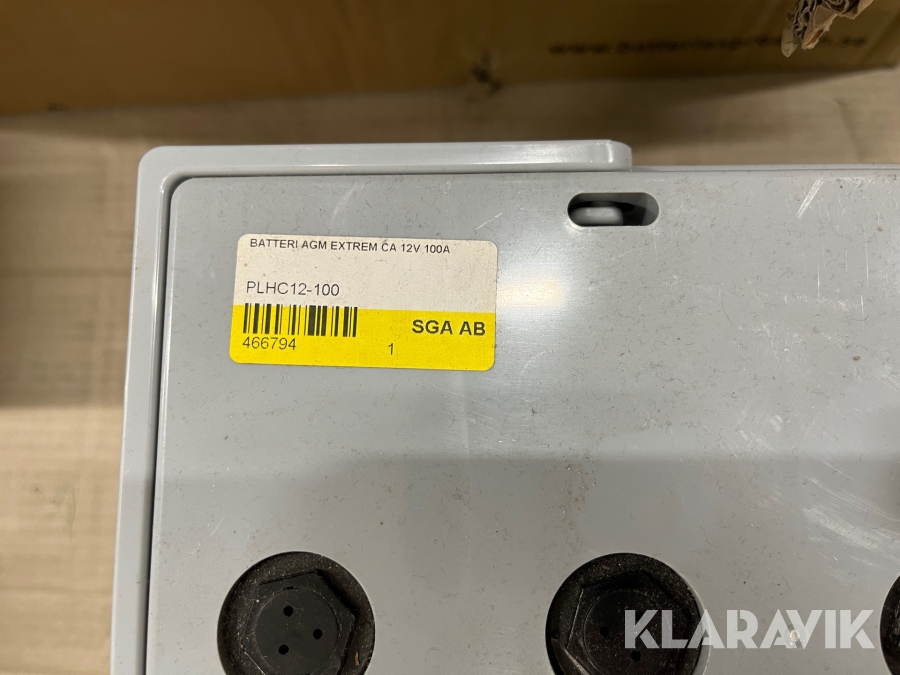 BATTERI AGM EXTREM CA 12V 100A
PLHC12-100
SGA AB
466794
1
KLARAVIK